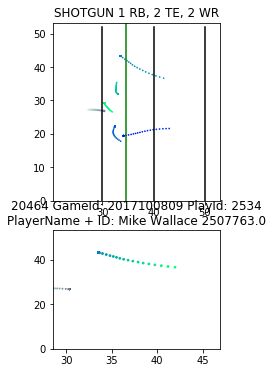 SHOTGUN 1 RB, 2 TE, 2 WR
50
40
30
20
10
0
30 40 50
20464 GameId: 2017100809 PlayId: 2534
PlayerName + ID: Mike Wallace 2507763.0
40
20
0
30 35 40 45